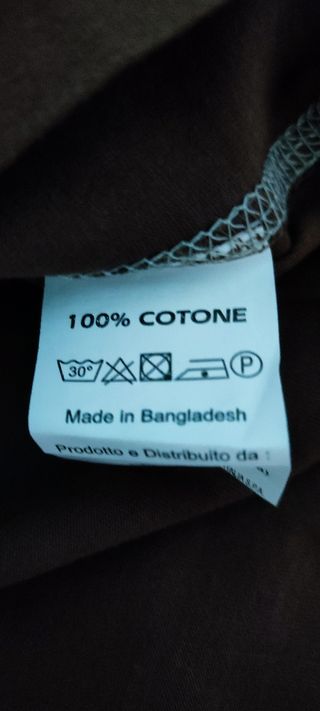 100% COTONE
30° P
Made in Bangladesh
Prodotto e Distribuito da :